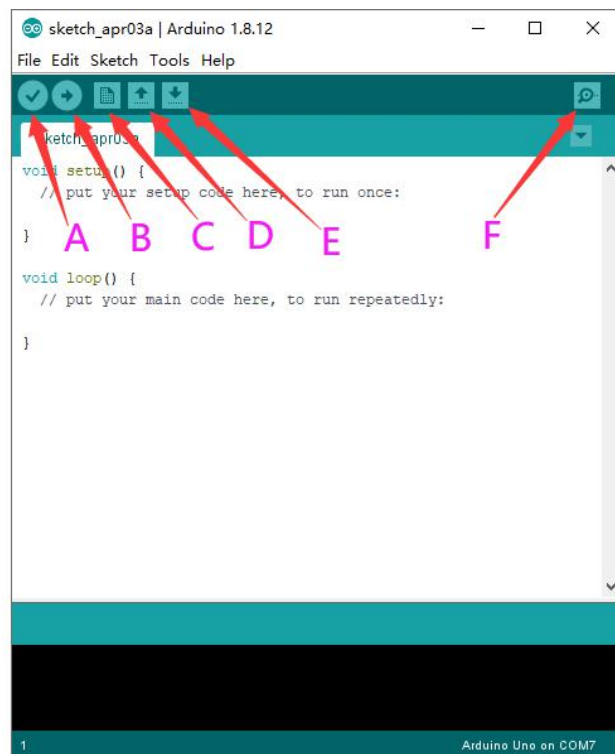 sketch_apr03a | Arduino 1.8.12
File Edit Sketch Tools Help
sketch_apr03a
void setup() {
// put your setup code here, to run once:
}
A B C D E F
void loop() {
// put your main code here, to run repeatedly:
}
1 Arduino Uno on COM7